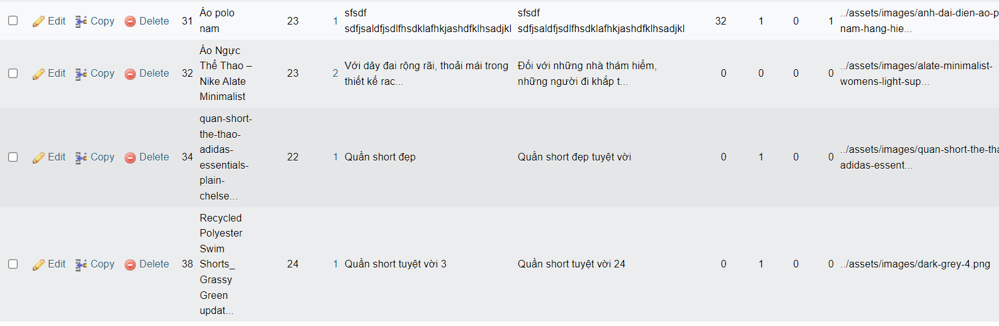 Edit Copy Delete 31 Áo polo nam 23 1 sfsdf sdfjsaldfjsdlfhsdklafhkjashdfklhsadjkl sfsdf sdfjsaldfjsdlfhsdklafhkjashdfklhsadjkl 32 1 0 1 ../assets/images/anh-dai-dien-ao-p nam-hang-hie...
Edit Copy Delete 32 Áo Ngực Thể Thao – Nike Alate Minimalist 23 2 Với dây đai rộng rãi, thoải mái trong thiết kế rac... Đối với những nhà thám hiểm, những người đi khắp t... 0 0 0 0 ../assets/images/alate-minimalist-womens-light-sup...
Edit Copy Delete 34 quan-short-the-thao-adidas-essentials-plain-chelse... 22 1 Quần short đẹp Quần short đẹp tuyệt vời 0 1 0 0 ../assets/images/quan-short-the-tha adidas-essent...
Edit Copy Delete 38 Recycled Polyester Swim Shorts_ Grassy Green updat... 24 1 Quần short tuyệt vời 3 Quần short tuyệt vời 24 0 1 0 0 ../assets/images/dark-grey-4.png